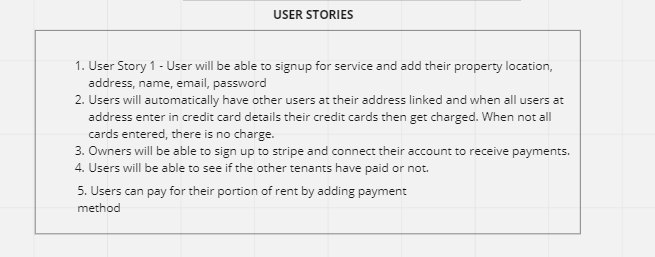 USER STORIES
1. User Story 1 - User will be able to signup for service and add their property location,
address, name, email, password
2. Users will automatically have other users at their address linked and when all users at
address enter in credit card details their credit cards then get charged. When not all
cards entered, there is no charge.
3. Owners will be able to sign up to stripe and connect their account to receive payments.
4. Users will be able to see if the other tenants have paid or not.
5. Users can pay for their portion of rent by adding payment
method